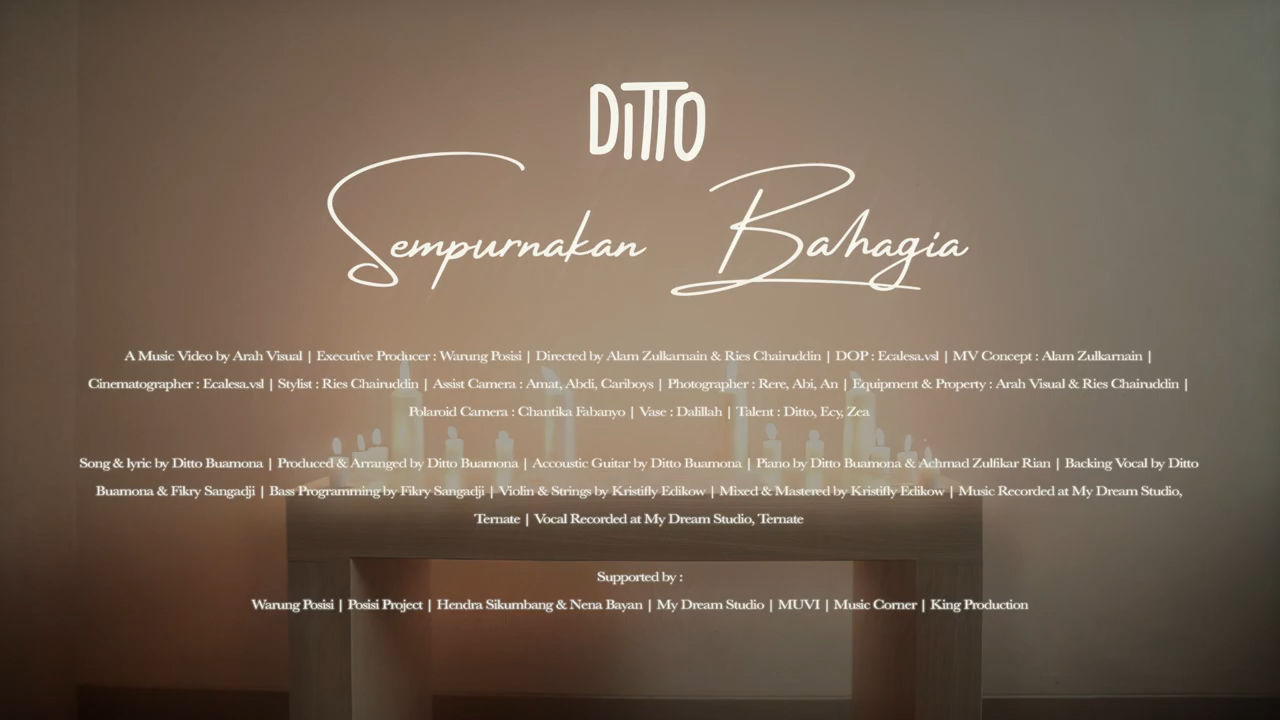 DITTO
Sempurnakan Bahagia
A Music Video by Arah Visual | Executive Producer : Warung Posisi | Directed by Alam Zulkarnain & Ries Chairuddin | DOP : Ecalesa.vsl | MV Concept : Alam Zulkarnain |
Cinematographer : Ecalesa.vsl | Stylist : Ries Chairuddin | Assist Camera : Amat, Abdi, Cariboys | Photographer : Rere, Abi, An | Equipment & Property : Arah Visual & Ries Chairuddin |
Polaroid Camera : Chantika Fabanyo | Vase : Dalillah | Talent : Ditto, Ecy, Zea
Song & lyric by Ditto Buamona | Produced & Arranged by Ditto Buamona | Accoustic Guitar by Ditto Buamona | Piano by Ditto Buamona & Achmad Zulfikar Rian | Backing Vocal by Ditto
Buamona & Fikry Sangadji | Bass Programming by Fikry Sangadji | Violin & Strings by Kristifly Edikow | Mixed & Mastered by Kristifly Edikow | Music Recorded at My Dream Studio,
Ternate | Vocal Recorded at My Dream Studio, Ternate
Supported by :
Warung Posisi | Posisi Project | Hendra Sikumbang & Nena Bayan | My Dream Studio | MUVI | Music Corner | King Production